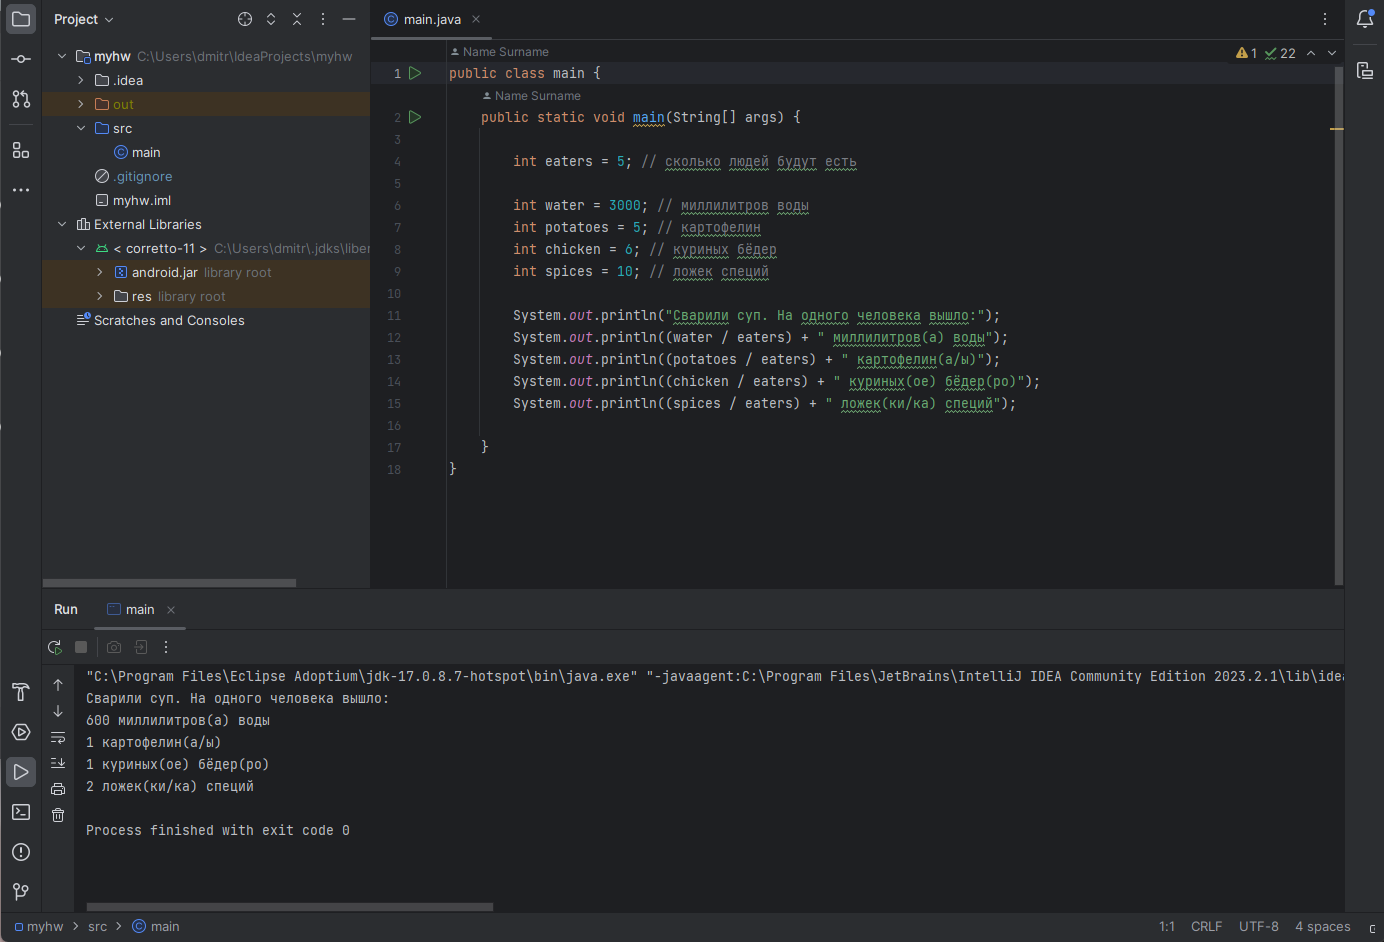 Project
main.java
myhw C:\Users\dmitr\IdeaProjects\myhw
.idea
out
src
main
.gitignore
myhw.iml
External Libraries
< corretto-11 > C:\Users\dmitr\.jdks\liber
android.jar library root
res library root
Scratches and Consoles
Name Surname
1 22
1 public class main {
Name Surname
2 public static void main(String[] args) {
3
4 int eaters = 5; // сколько людей будут есть
5
6 int water = 3000; // миллилитров воды
7 int potatoes = 5; // картофелин
8 int chicken = 6; // куриных бёдер
9 int spices = 10; // ложек специй
10
11 System.out.println("Сварили суп. На одного человека вышло:");
12 System.out.println((water / eaters) + " миллилитров(а) воды");
13 System.out.println((potatoes / eaters) + " картофелин(а/ы)");
14 System.out.println((chicken / eaters) + " куриных(ое) бёдер(ро)");
15 System.out.println((spices / eaters) + " ложек(ки/ка) специй");
16
17 }
18 }
Run main
"C:\Program Files\Eclipse Adoptium\jdk-17.0.8.7-hotspot\bin\java.exe" "-javaagent:C:\Program Files\JetBrains\IntelliJ IDEA Community Edition 2023.2.1\lib\idea
Сварили суп. На одного человека вышло:
600 миллилитров(а) воды
1 картофелин(а/ы)
1 куриных(ое) бёдер(ро)
2 ложек(ки/ка) специй
Process finished with exit code 0
myhw > src > main
1:1 CRLF UTF-8 4 spaces